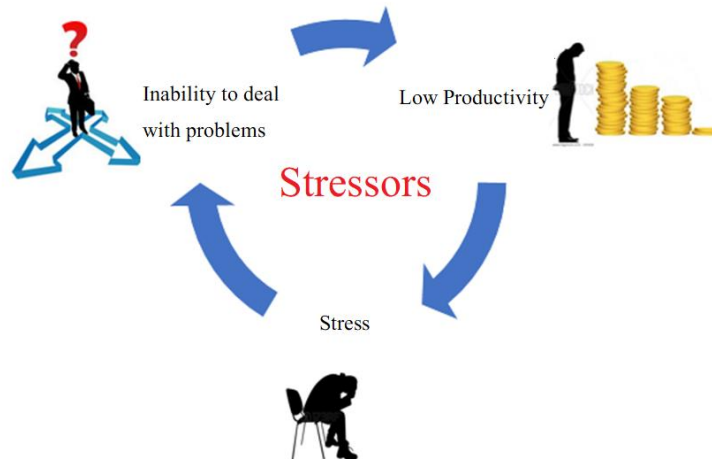 ?
Inability to deal
with problems
Low Productivity
Stressors
Stress